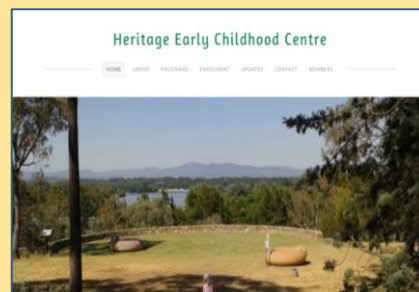 Heritage Early Childhood Centre
HOME ABOUT PROGRAMS ENROLMENT UPDATES CONTACT MEMBERS